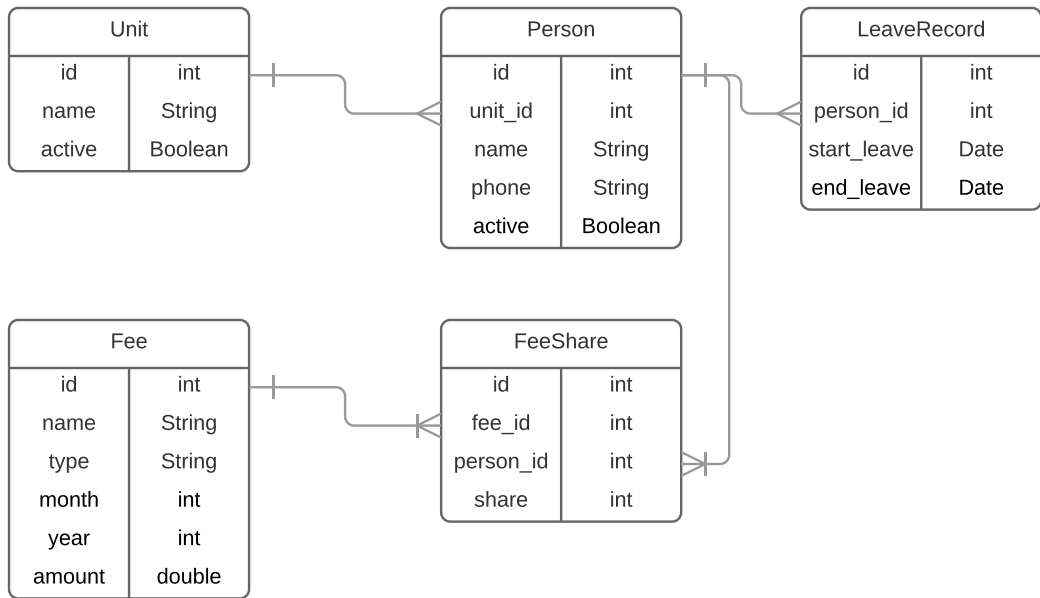 Unit
id int
name String
active Boolean
Person
id int
unit_id int
name String
phone String
active Boolean
LeaveRecord
id int
person_id int
start_leave Date
end_leave Date
Fee
id int
name String
type String
month int
year int
amount double
FeeShare
id int
fee_id int
person_id int
share int